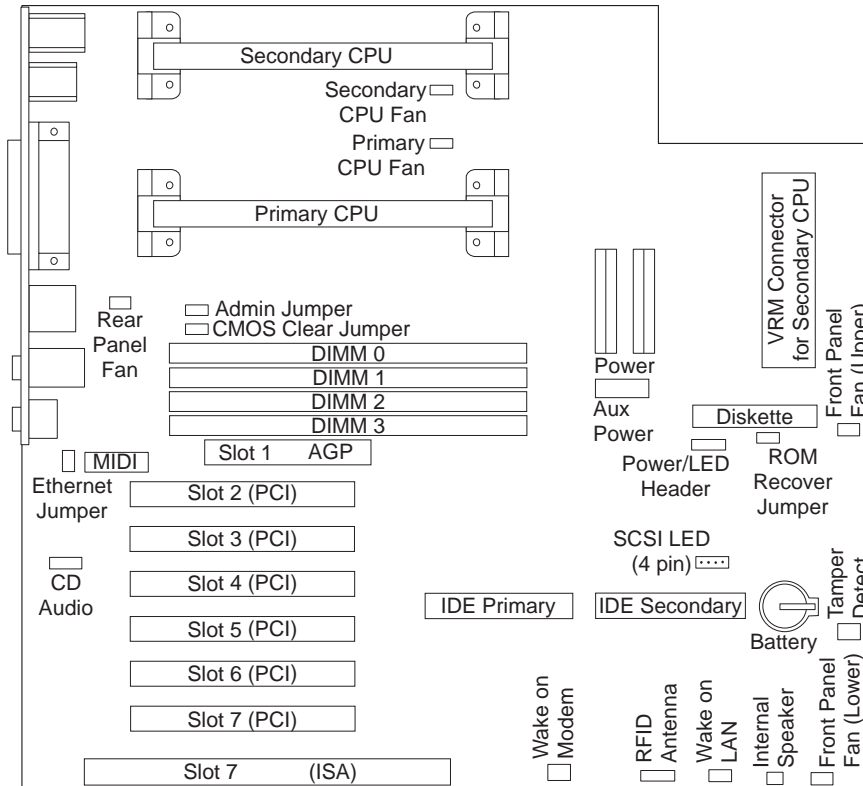 Secondary CPU
Secondary
CPU Fan
Primary
CPU Fan
Primary CPU
VRM Connector
for Secondary CPU
Rear
Panel
Fan
Admin Jumper
CMOS Clear Jumper
DIMM 0
DIMM 1
DIMM 2
DIMM 3
Power
Aux
Power
Diskette
Front Panel
Fan (Upper)
Slot 1 AGP
MIDI
Ethernet
Jumper
Power/LED
Header
ROM
Recover
Jumper
Slot 2 (PCI)
Slot 3 (PCI)
SCSI LED
(4 pin)
CD
Audio
Slot 4 (PCI)
IDE Primary
IDE Secondary
Battery
Tamper
Detect
Slot 5 (PCI)
Slot 6 (PCI)
Slot 7 (PCI)
Slot 7 (ISA)
Wake on
Modem
RFID
Antenna
Wake on
LAN
Internal
Speaker
Front Panel
Fan (Lower)